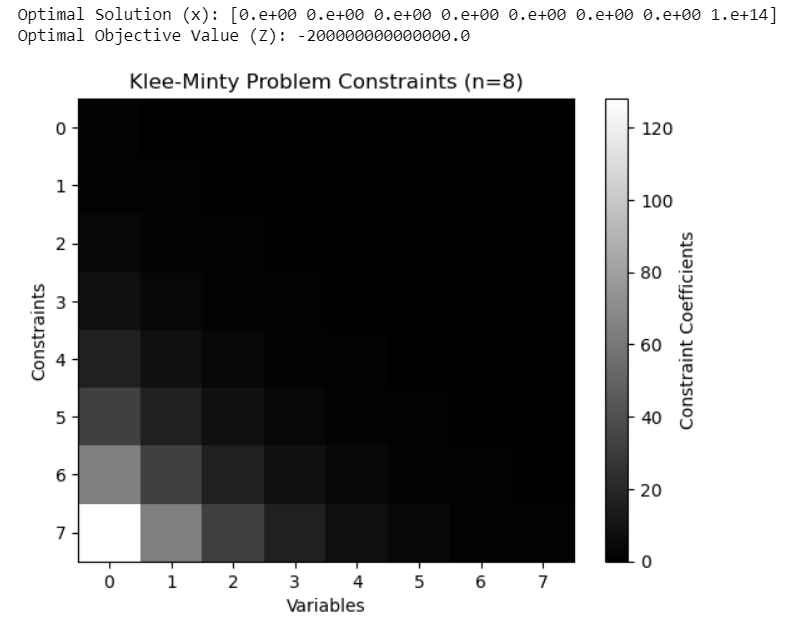 Optimal Solution (x): [0.e+00 0.e+00 0.e+00 0.e+00 0.e+00 0.e+00 0.e+00 1.e+14]
Optimal Objective Value (Z): -200000000000000.0
Klee-Minty Problem Constraints (n=8)
Constraints
0
1
2
3
4
5
6
7
0 1 2 3 4 5 6 7
Variables
120
100
80
60
40
20
0
Constraint Coefficients